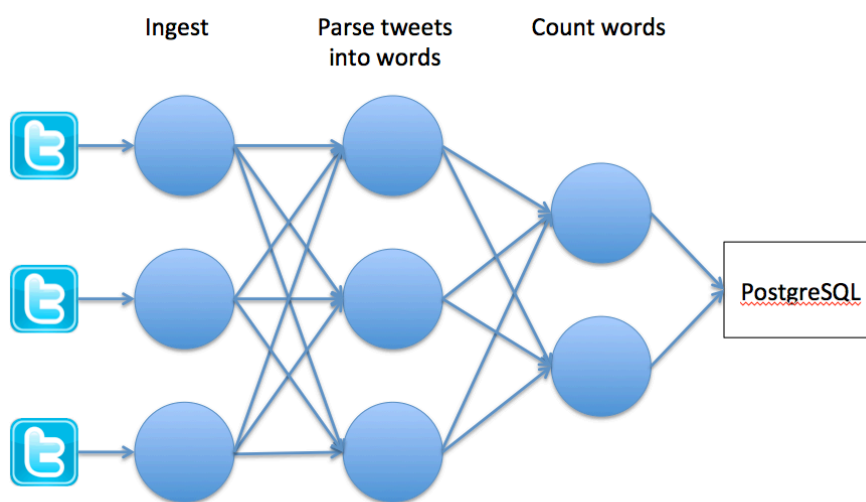 Ingest
Parse tweets
into words
Count words
PostgreSQL